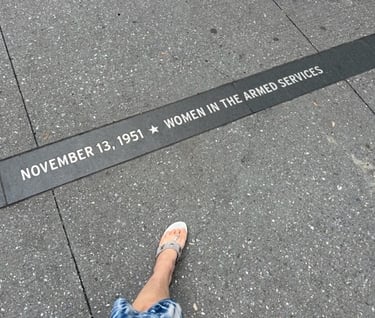 NOVEMBER 13, 1951 ★ WOMEN IN THE ARMED SERVICES